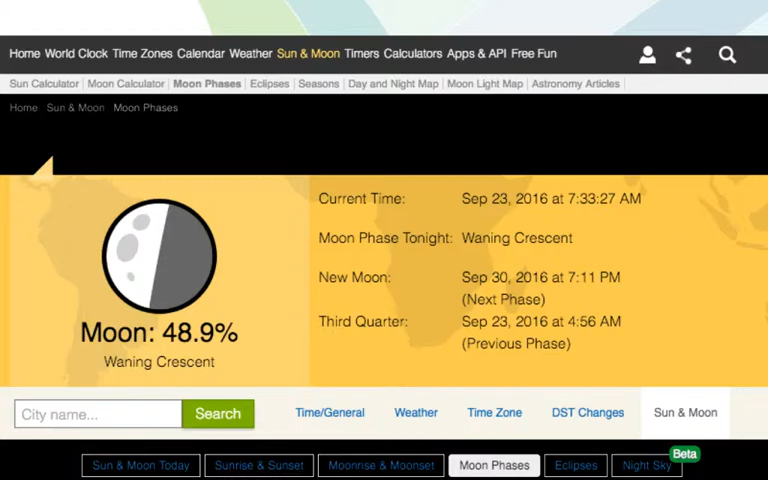 Home World Clock Time Zones Calendar Weather Sun & Moon Timers Calculators Apps & API Free Fun
Sun Calculator Moon Calculator Moon Phases Eclipses Seasons Day and Night Map Moon Light Map Astronomy Articles
Home Sun & Moon Moon Phases
Current Time: Sep 23, 2016 at 7:33:27 AM
Moon Phase Tonight: Waning Crescent
New Moon: Sep 30, 2016 at 7:11 PM
(Next Phase)
Third Quarter: Sep 23, 2016 at 4:56 AM
(Previous Phase)
Moon: 48.9%
Waning Crescent
City name... Search Time/General Weather Time Zone DST Changes Sun & Moon
Beta
Sun & Moon Today Sunrise & Sunset Moonrise & Moonset Moon Phases Eclipses Night Sky